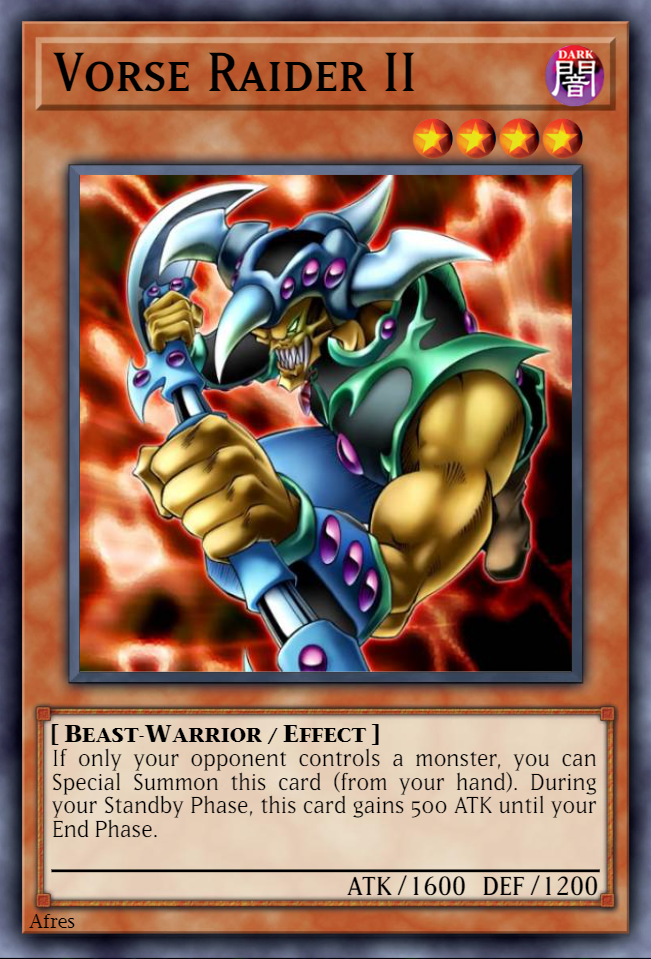 Vorse Raider II
DARK
闇
[ Beast-Warrior / Effect ]
If only your opponent controls a monster, you can
Special Summon this card (from your hand). During
your Standby Phase, this card gains 500 ATK until your
End Phase.
ATK / 1600 DEF / 1200
Afres